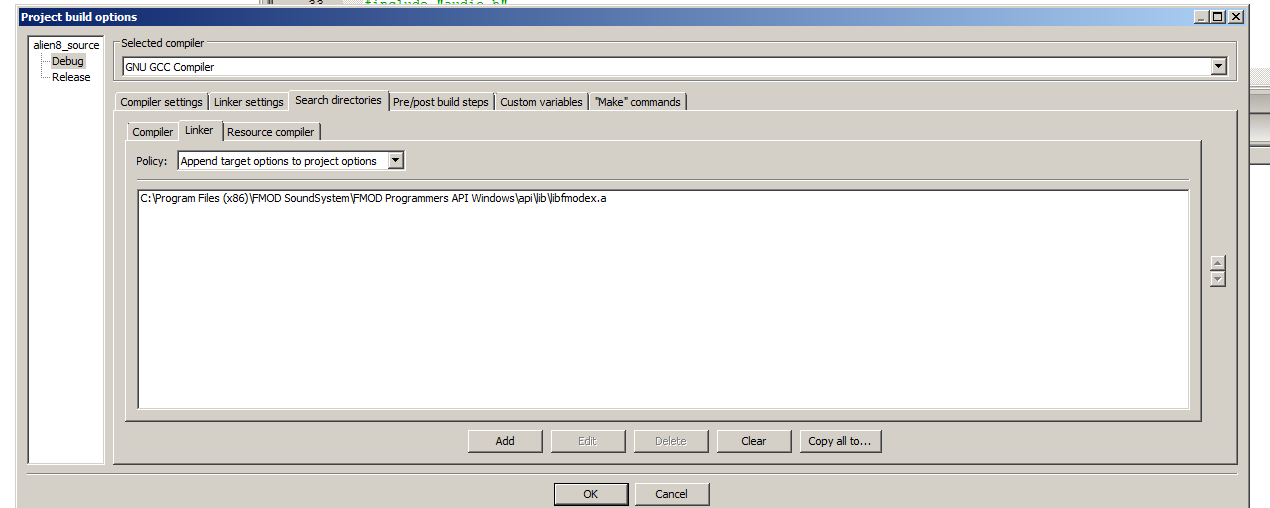 33 #include "audio.h"
Project build options
alien8_source
Debug
Release
Selected compiler
GNU GCC Compiler
Compiler settings Linker settings Search directories Pre/post build steps Custom variables "Make" commands
Compiler Linker Resource compiler
Policy: Append target options to project options
C:\Program Files (x86)\FMOD SoundSystem\FMOD Programmers API Windows\api\lib\libfmodex.a
Add Edit Delete Clear Copy all to...
OK Cancel